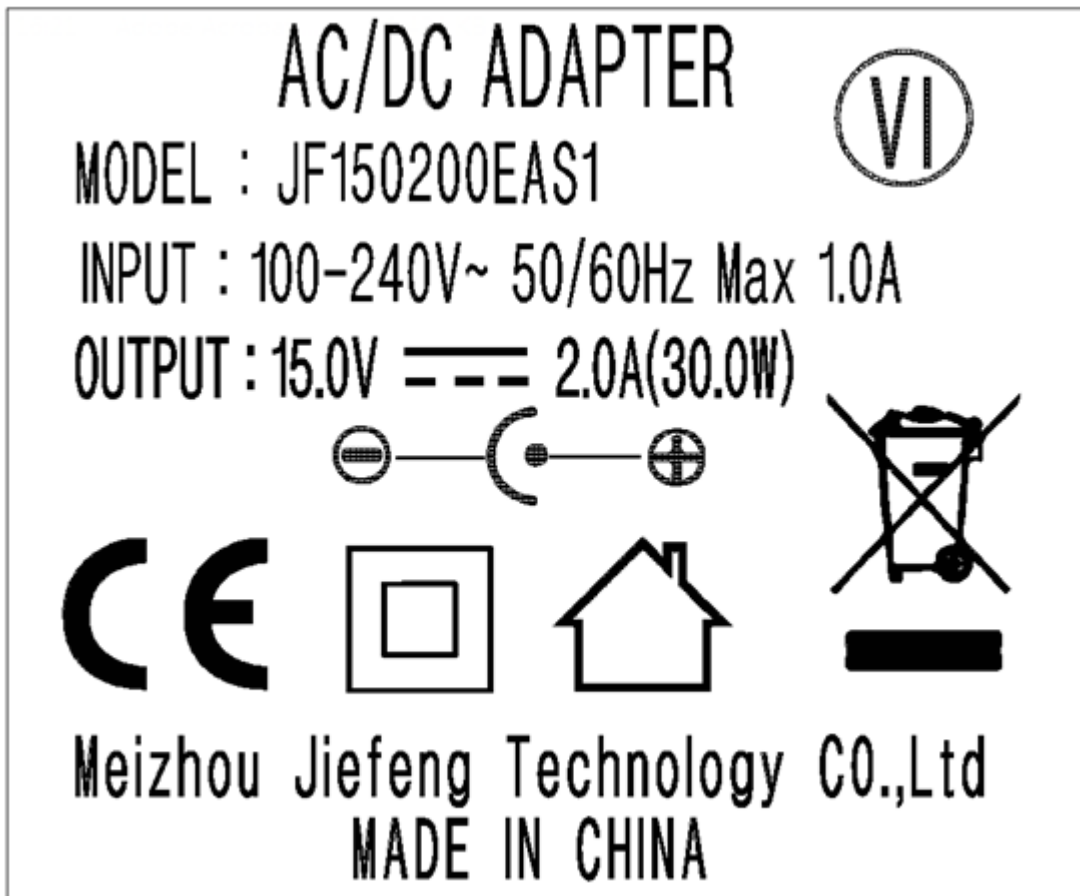 AC/DC ADAPTER
VI
MODEL : JF150200EAS1
INPUT : 100-240V~ 50/60Hz Max 1.0A
OUTPUT : 15.0V ⎓ 2.0A(30.0W)
CE
Meizhou Jiefeng Technology CO.,Ltd
MADE IN CHINA